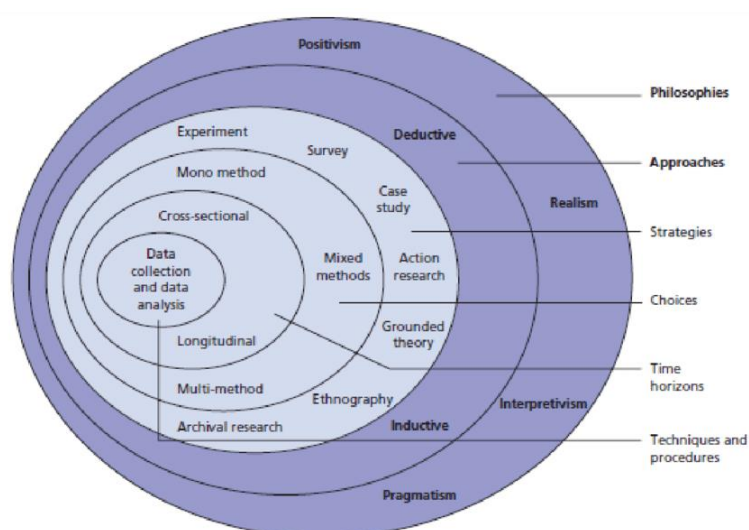 Positivism
Philosophies
Experiment
Deductive
Survey
Approaches
Mono method
Case
study
Realism
Cross-sectional
Strategies
Data
collection
and data
analysis
Mixed
methods
Action
research
Choices
Grounded
theory
Longitudinal
Time
horizons
Multi-method
Ethnography
Interpretivism
Archival research
Inductive
Techniques and
procedures
Pragmatism